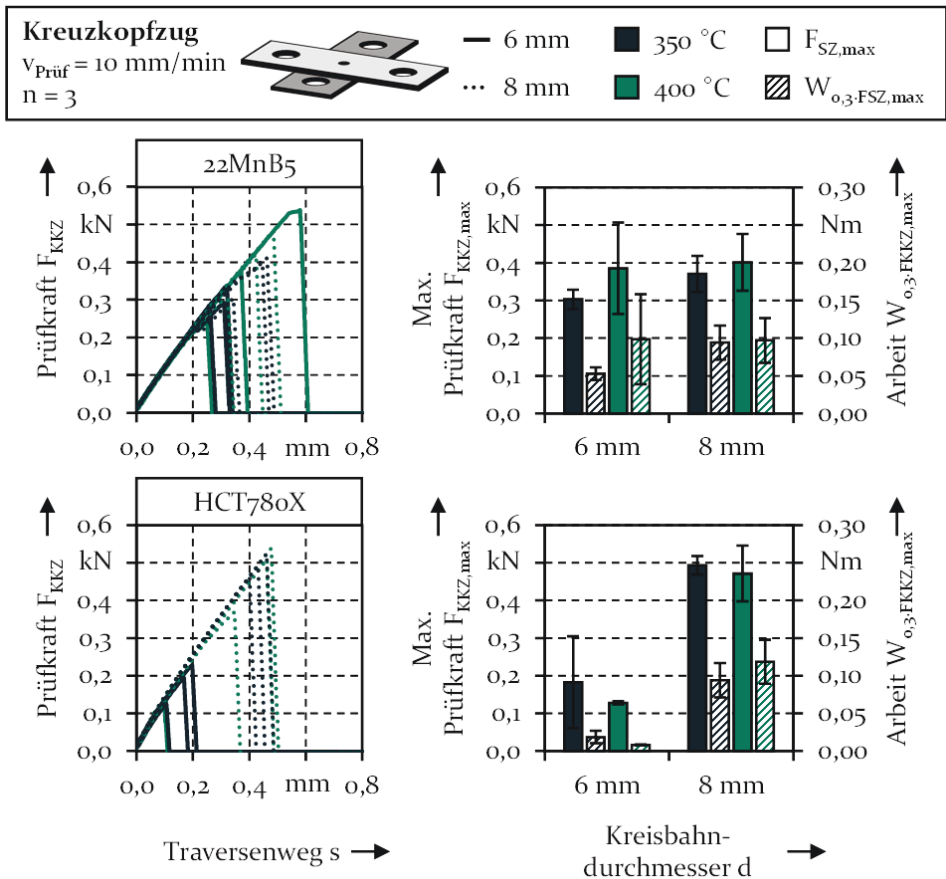 Kreuzkopfzug
vPrüf = 10 mm/min
n = 3
6 mm
8 mm
350 °C
400 °C
FSZ,max
W0,3·FSZ,max
22MnB5
Prüfkraft FKKZ
0,6
kN
0,4
0,3
0,2
0,1
0,0
0,0 0,2 0,4 mm 0,8
Max.
Prüfkraft FKKZ,max
0,6
kN
0,4
0,3
0,2
0,1
0,0
6 mm 8 mm
0,30
Nm
0,20
0,15
0,10
0,05
0,00
Arbeit W0,3·FKKZ,max
HCT780X
Prüfkraft FKKZ
0,6
kN
0,4
0,3
0,2
0,1
0,0
0,0 0,2 0,4 mm 0,8
Max.
Prüfkraft FKKZ,max
0,6
kN
0,4
0,3
0,2
0,1
0,0
6 mm 8 mm
0,30
Nm
0,20
0,15
0,10
0,05
0,00
Arbeit W0,3·FKKZ,max
Traversenweg s
Kreisbahn-
durchmesser d